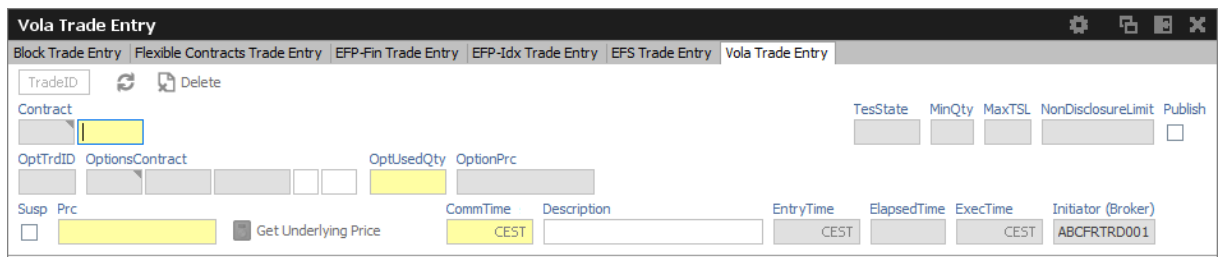 Vola Trade Entry
Block Trade Entry Flexible Contracts Trade Entry EFP-Fin Trade Entry EFP-Idx Trade Entry EFS Trade Entry Vola Trade Entry
TradeID Delete
Contract TesState MinQty MaxTSL NonDisclosureLimit Publish
OptTrdID OptionsContract OptUsedQty OptionPrc
Susp Prc CommTime Description EntryTime ElapsedTime ExecTime Initiator (Broker)
Get Underlying Price CEST CEST CEST ABCFRTRD001